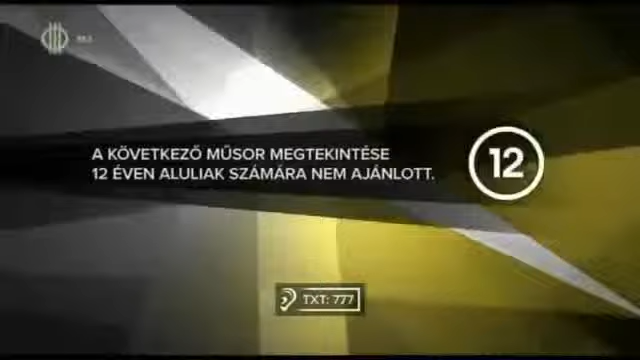 A KÖVETKEZŐ MŰSOR MEGTEKINTÉSE
12 ÉVEN ALULIAK SZÁMÁRA NEM AJÁNLOTT.
12
TXT: 777